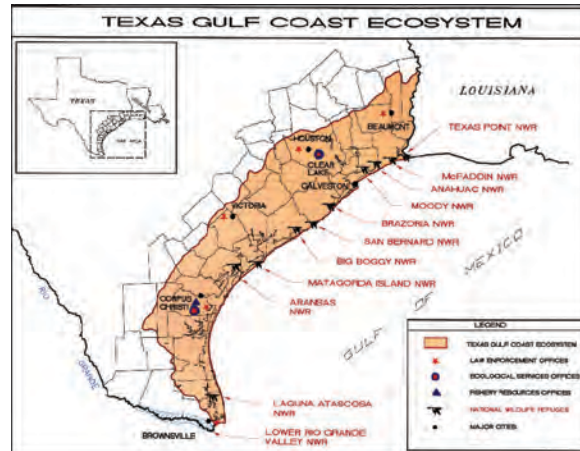 TEXAS GULF COAST ECOSYSTEM
TEXAS
LOUISIANA
BEAUMONT
HOUSTON
CLEAR
LAKE
GALVESTON
TEXAS POINT NWR
McFADDIN NWR
ANAHUAC NWR
MOODY NWR
VICTORIA
BRAZORIA NWR
SAN BERNARD NWR
BIG BOGGY NWR
MATAGORDA ISLAND NWR
ARANSAS
NWR
GULF OF MEXICO
CORPUS
CHRISTI
RIO
GRANDE
LAGUNA ATASCOSA
NWR
BROWNSVILLE
LOWER RIO GRANDE
VALLEY NWR
LEGEND
TEXAS GULF COAST ECOSYSTEM
LAW ENFORCEMENT OFFICES
ECOLOGICAL SERVICES OFFICES
FISHERY RESOURCES OFFICES
NATIONAL WILDLIFE REFUGES
MAJOR CITIES